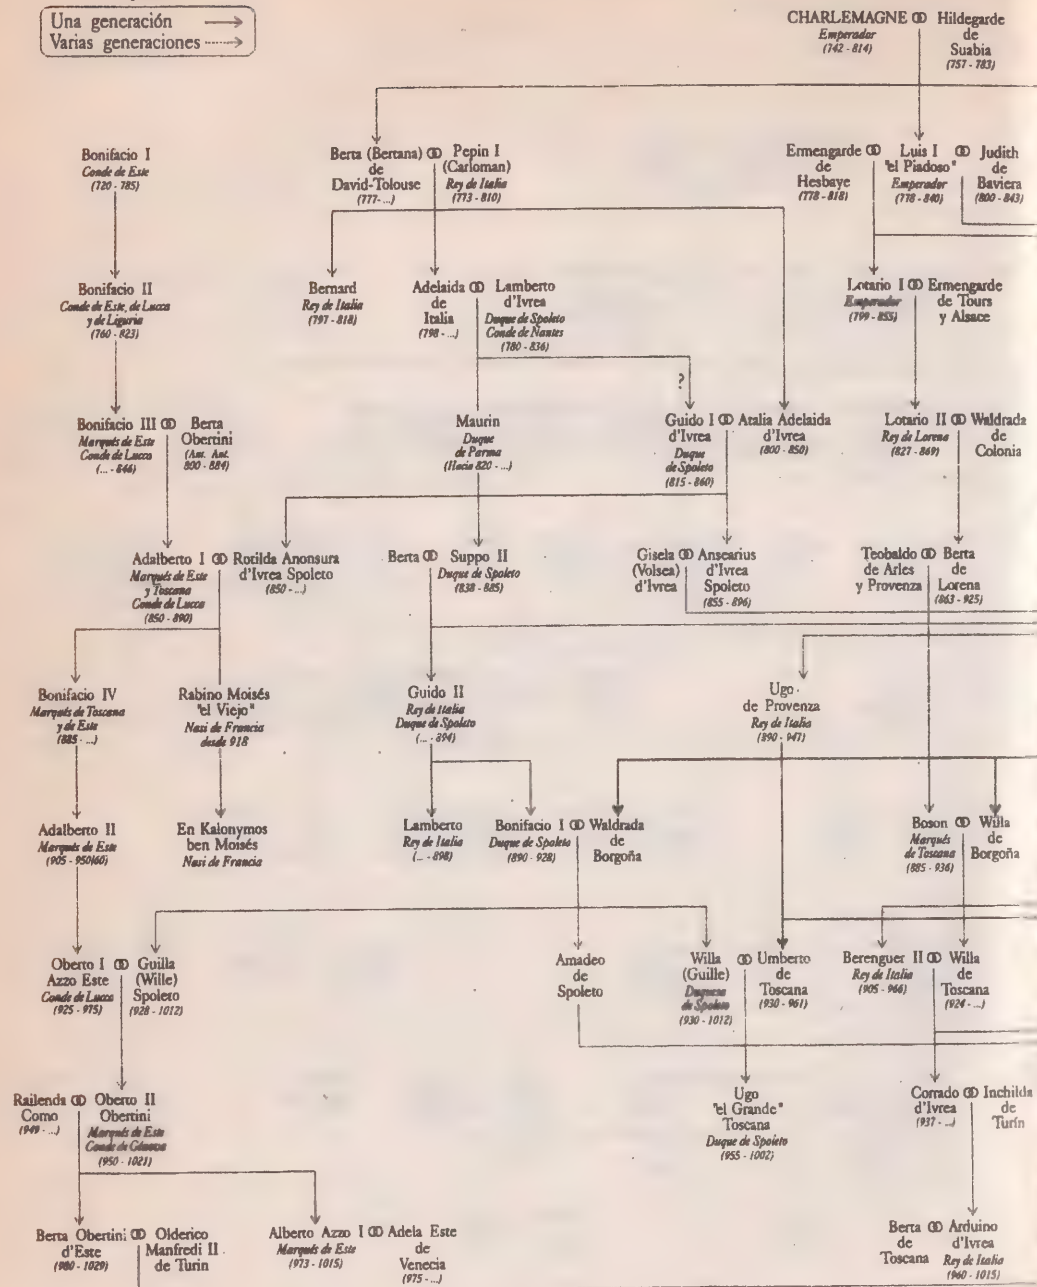 Una generación
Varias generaciones
CHARLEMAGNE ⚭ Hildegarde
Emperador
de
(742 - 814)
Suabia
(757 - 783)
Bonifacio I
Conde de Este
(720 - 785)
Berta (Bertana) ⚭ Pepin I
de
(Carloman)
David-Tolouse
Rey de Italia
(777-...)
(773 - 810)
Ermengarde ⚭ Luis I ⚭ Judith
de
"el Piadoso"
de
Hesbaye
Emperador
Baviera
(778 - 818)
(778 - 840)
(800 - 843)
Bonifacio II
Conde de Este, de Lucca
y de Liguria
(760 - 823)
Bernard
Rey de Italia
(797 - 818)
Adelaida ⚭ Lamberto
de
d'Ivrea
Italia
Duque de Spoleto
(798 - ...)
Conde de Nantes
(780 - 836)
Lotario I ⚭ Ermengarde
Emperador
de Tours
(799 - 855)
y Alsace
?
Bonifacio III ⚭ Berta
Marqués de Este
Obertini
Conde de Lucca
(Ant. Ant.
(... - 846)
800 - 884)
Maurin
Duque
de Parma
(Hacia 820 - ...)
Guido I ⚭ Atalia Adelaida
d'Ivrea
d'Ivrea
Duque
(800 - 850)
de Spoleto
(815 - 860)
Lotario II ⚭ Waldrada
Rey de Lorena
de
(827 - 869)
Colonia
Adalberto I ⚭ Rotilda Anonsura
Marqués de Este
d'Ivrea Spoleto
y Toscana
(850 - ...)
Conde de Lucca
(850 - 890)
Berta ⚭ Suppo II
Duque de Spoleto
(838 - 885)
Gisela ⚭ Anscarius
(Volsea)
d'Ivrea
d'Ivrea
Spoleto
(855 - 896)
Teobaldo ⚭ Berta
de Arles
de
y Provenza
Lorena
(863 - 925)
Bonifacio IV
Marqués de Toscana
y de Este
(885 - ...)
Rabino Moisés
"el Viejo"
Nasi de Francia
desde 918
Guido II
Rey de Italia
Duque de Spoleto
(... - 894)
Ugo
de Provenza
Rey de Italia
(890 - 947)
Adalberto II
Marqués de Este
(905 - 950/60)
En Kalonymos
ben Moisés
Nasi de Francia
Lamberto
Rey de Italia
(... - 898)
Bonifacio I ⚭ Waldrada
Duque de Spoleto
de
(890 - 928)
Borgoña
Boson ⚭ Willa
Marqués
de
de Toscana
Borgoña
(885 - 936)
Oberto I ⚭ Guilla
Azzo Este
(Wille)
Conde de Lucca
Spoleto
(925 - 975)
(928 - 1012)
Amadeo
de
Spoleto
Willa ⚭ Umberto
(Guille)
de
Duquesa
Toscana
de Spoleto
(930 - 961)
(930 - 1012)
Berenguer II ⚭ Willa
Rey de Italia
de
(905 - 966)
Toscana
(924 - ...)
Railenda ⚭ Oberto II
Como
Obertini
(949 - ...)
Marqués de Este
Conde de Génova
(950 - 1021)
Ugo
"el Grande"
Toscana
Duque de Spoleto
(955 - 1002)
Corrado ⚭ Inchilda
d'Ivrea
de
(937 - ...)
Turín
Berta Obertini ⚭ Olderico
d'Este
Manfredi II
(980 - 1029)
de Turin
Alberto Azzo I ⚭ Adela Este
Marqués de Este
de
(973 - 1015)
Venecia
(975 - ...)
Berta ⚭ Arduino
de
d'Ivrea
Toscana
Rey de Italia
(960 - 1015)